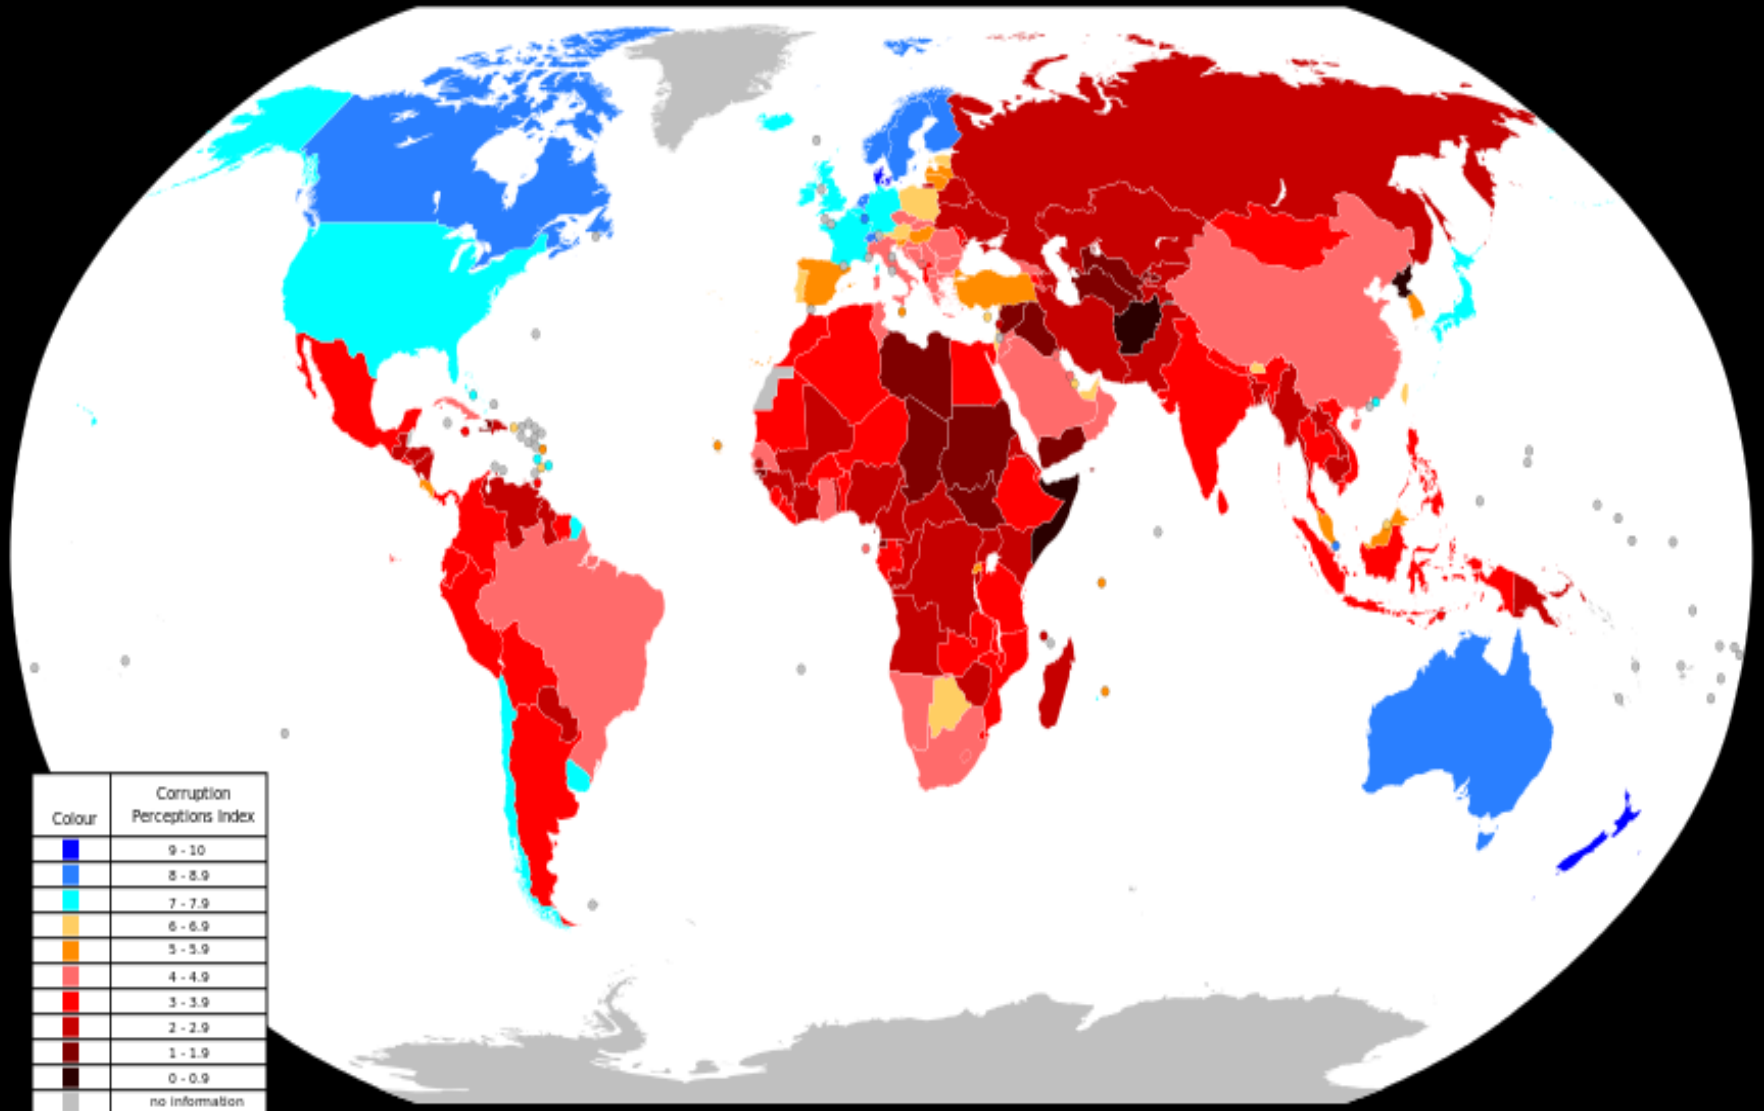 Corruption
Colour Perceptions Index
9 - 10
8 - 8.9
7 - 7.9
6 - 6.9
5 - 5.9
4 - 4.9
3 - 3.9
2 - 2.9
1 - 1.9
0 - 0.9
no information